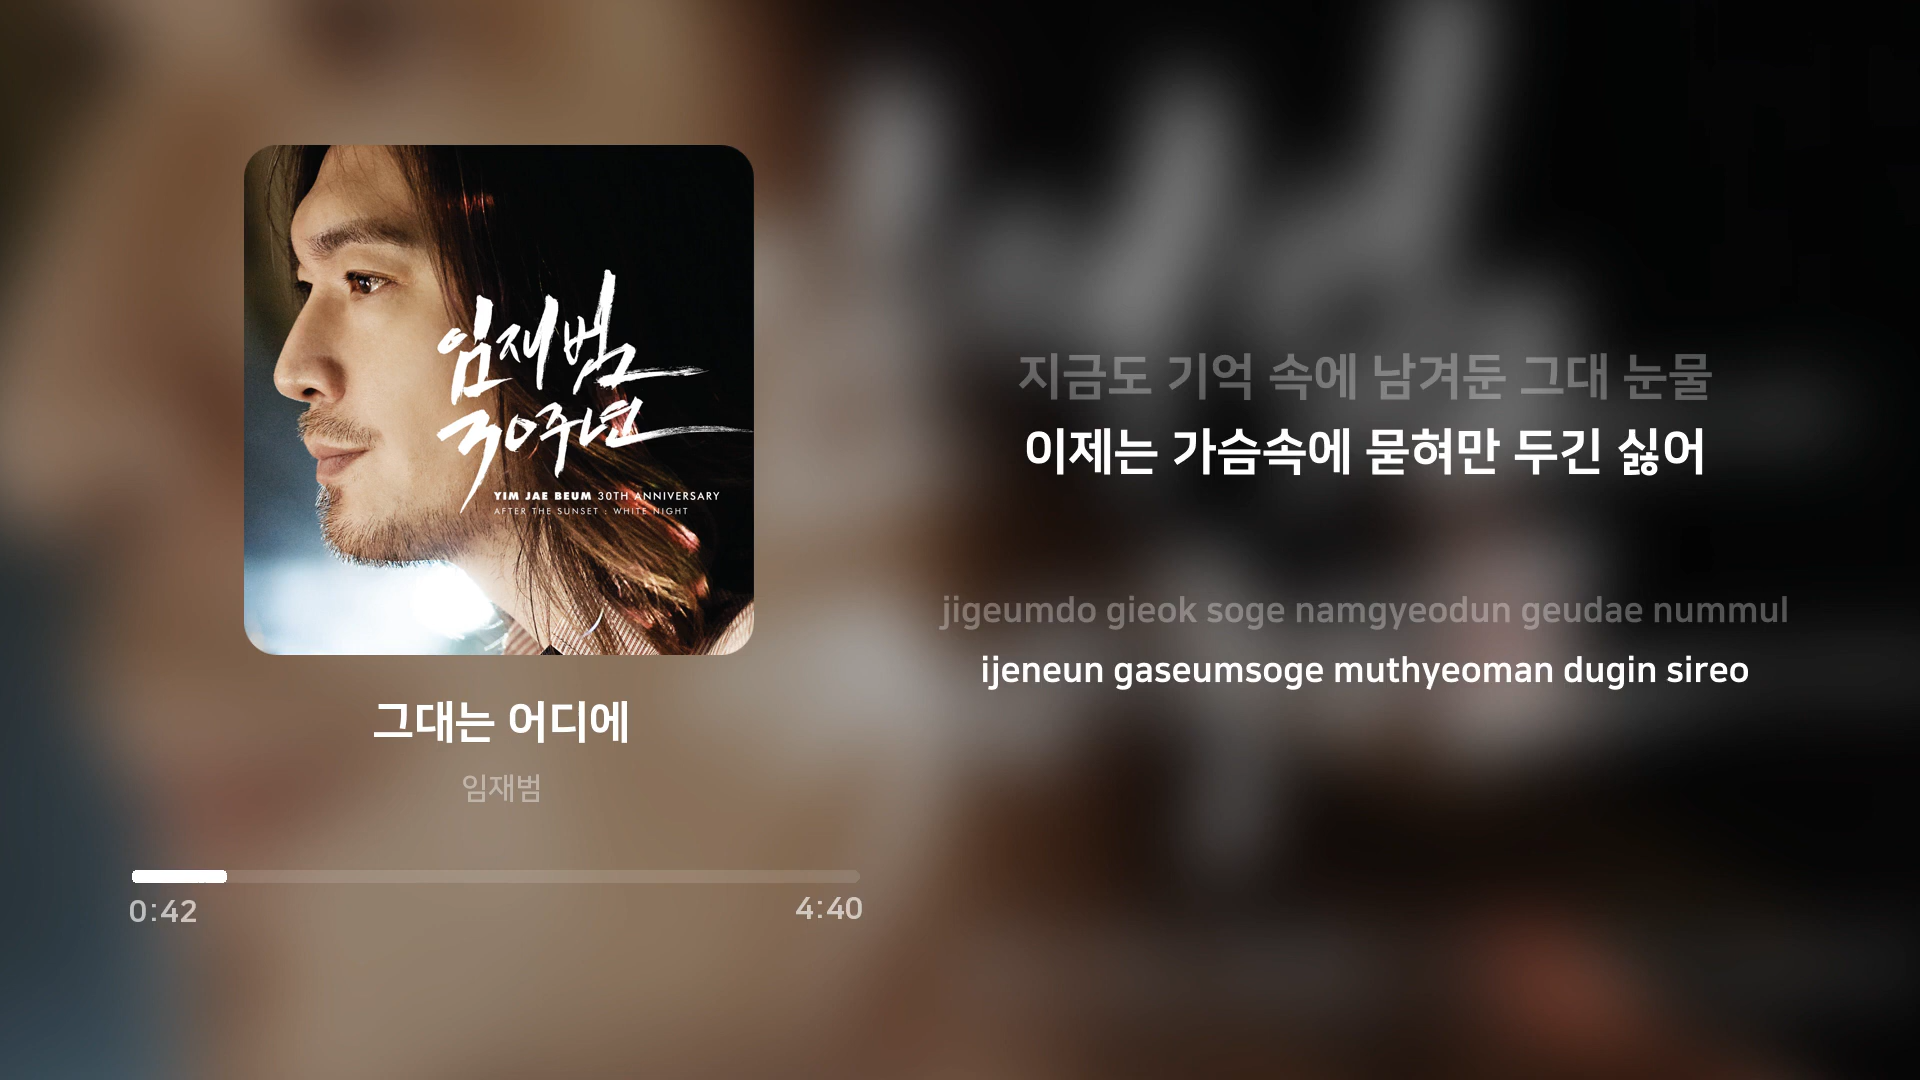 임재범
30주년
YIM JAE BEUM 30TH ANNIVERSARY
AFTER THE SUNSET : WHITE NIGHT
그대는 어디에
임재범
0:42
4:40
지금도 기억 속에 남겨둔 그대 눈물
이제는 가슴속에 묻혀만 두긴 싫어
jigeumdo gieok soge namgyeodun geudae nummul
ijeneun gaseumsoge muthyeoman dugin sireo